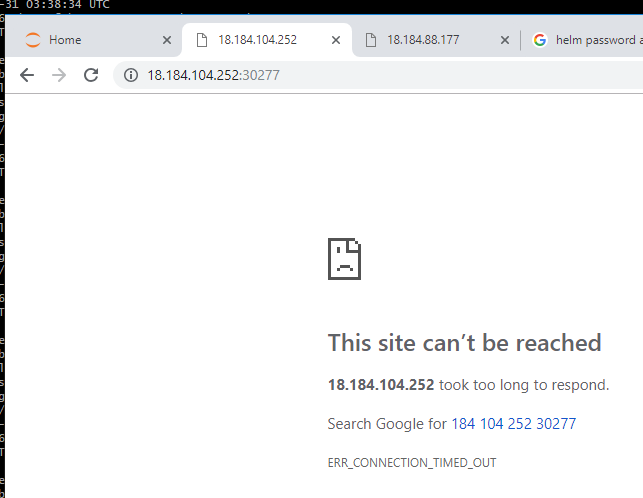 -31 03:38:34 UTC
Home
18.184.104.252
18.184.88.177
helm password a
18.184.104.252:30277
This site can't be reached
18.184.104.252 took too long to respond.
Search Google for 184 104 252 30277
ERR_CONNECTION_TIMED_OUT